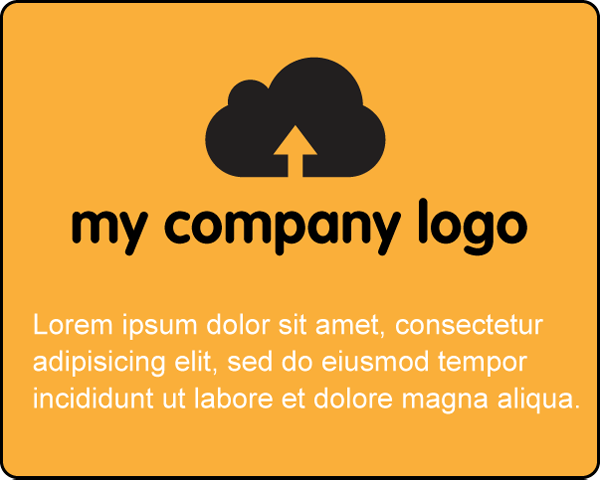 my company logo
Lorem ipsum dolor sit amet, consectetur
adipisicing elit, sed do eiusmod tempor
incididunt ut labore et dolore magna aliqua.